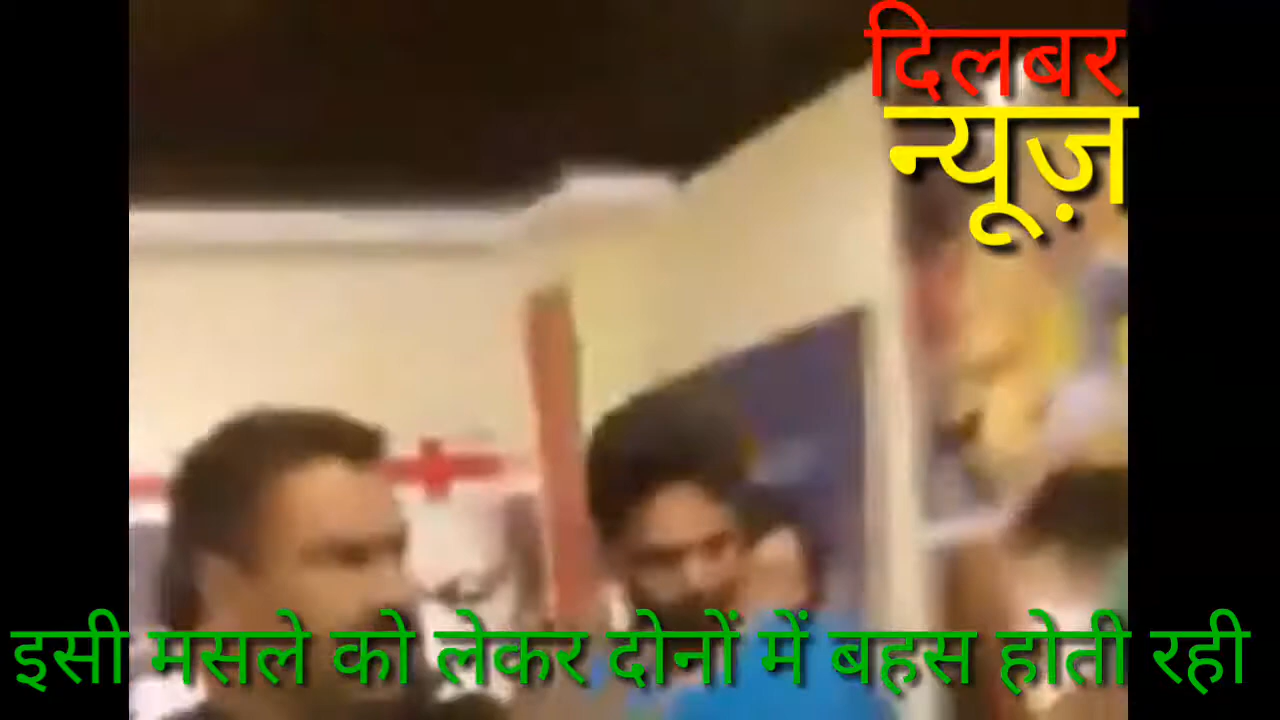 दिलबर
न्यूज़
इसी मसले को लेकर दोनों में बहस होती रही